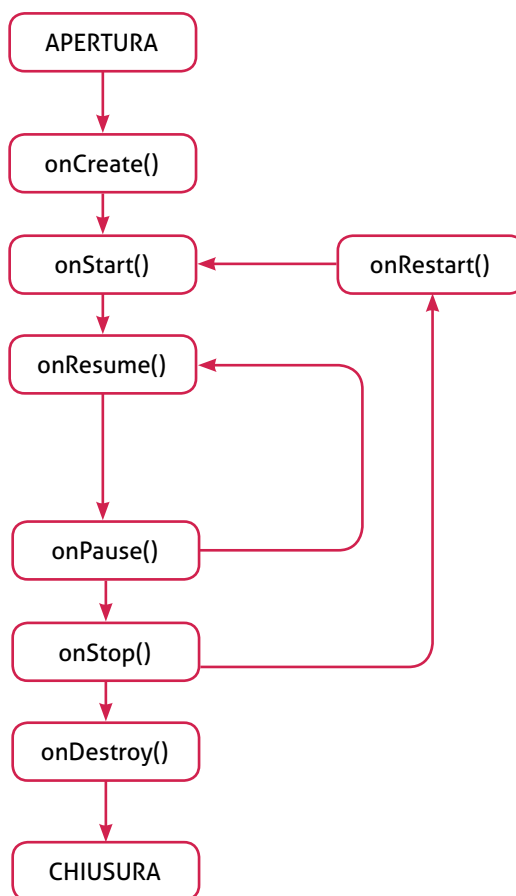 APERTURA
onCreate()
onStart()
onRestart()
onResume()
onPause()
onStop()
onDestroy()
CHIUSURA